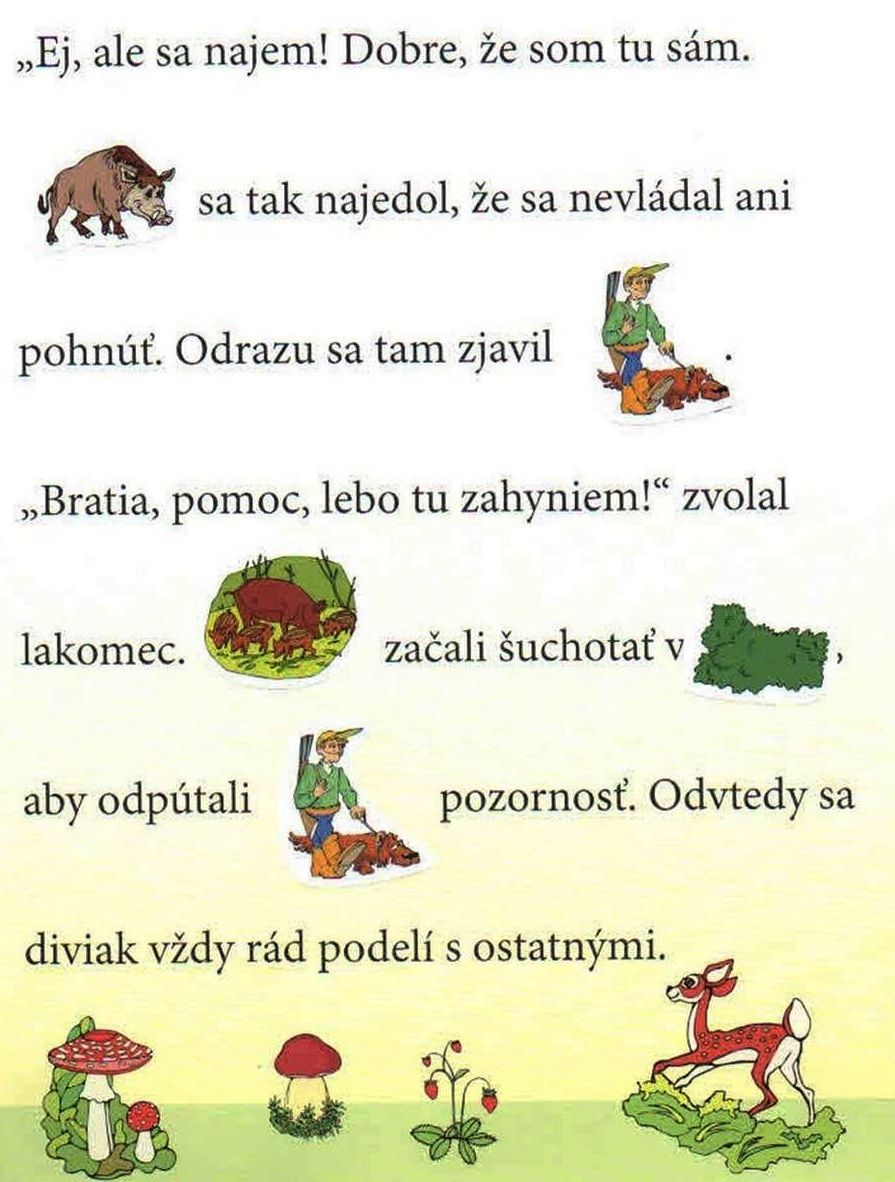 „Ej, ale sa najem! Dobre, že som tu sám.
sa tak najedol, že sa nevládal ani
pohnúť. Odrazu sa tam zjavil .
„Bratia, pomoc, lebo tu zahyniem!“ zvolal
lakomec. začali šuchotať v ,
aby odpútali pozornosť. Odvtedy sa
diviak vždy rád podelí s ostatnými.